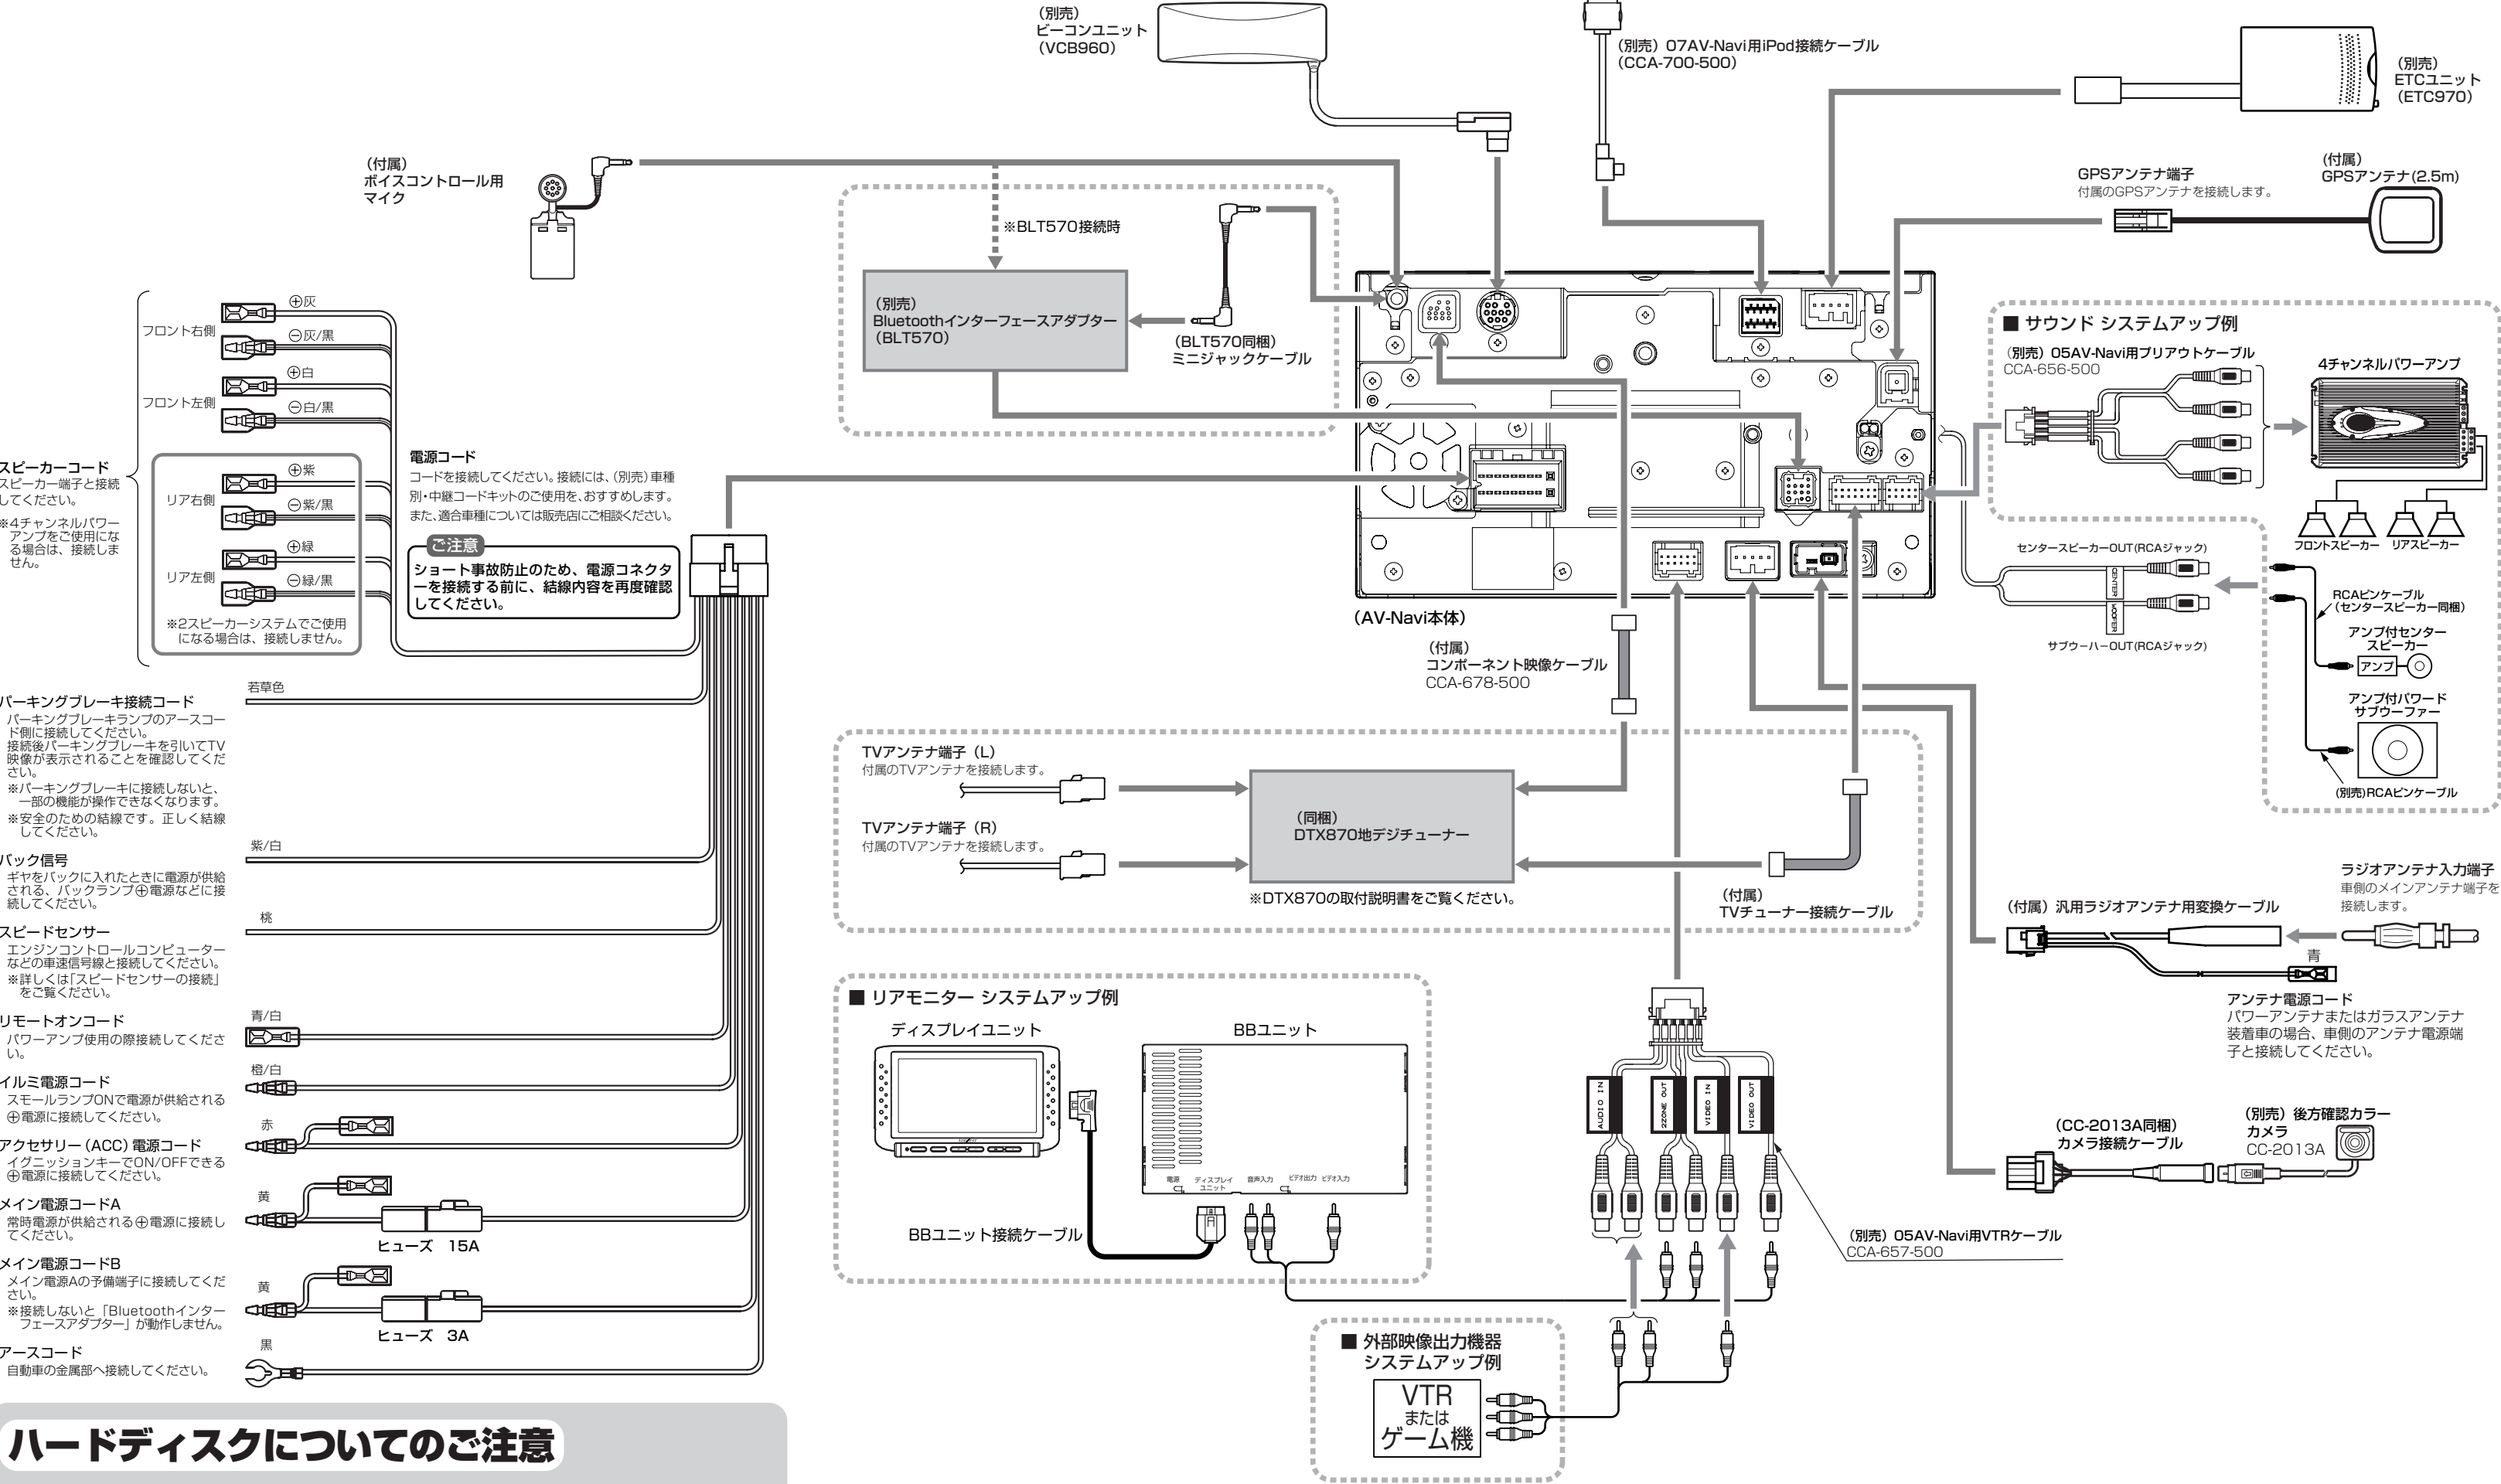 (別売)
ビーコンユニット
(VCB960)
(別売) 07AV-Navi用iPod接続ケーブル
(CCA-700-500)
(別売)
ETCユニット
(ETC970)
(付属)
ボイスコントロール用
マイク
GPSアンテナ端子
付属のGPSアンテナを接続します。
(付属)
GPSアンテナ(2.5m)
※BLT570接続時
(別売)
Bluetoothインターフェースアダプター
(BLT570)
(BLT570同梱)
ミニジャックケーブル
フロント右側
⊕灰
⊖灰/黒
フロント左側
⊕白
⊖白/黒
スピーカーコード
スピーカー端子と接続
してください。
※4チャンネルパワー
アンプをご使用にな
る場合は、接続しま
せん。
リア右側
⊕紫
⊖紫/黒
リア左側
⊕緑
⊖緑/黒
※2スピーカーシステムでご使用
になる場合は、接続しません。
電源コード
コードを接続してください。接続には、(別売)車種
別・中継コードキットのご使用を、おすすめします。
また、適合車種については販売店にご相談ください。
ご注意
ショート事故防止のため、電源コネクタ
ーを接続する前に、結線内容を再度確認
してください。
■ サウンド システムアップ例
(別売) 05AV-Navi用プリアウトケーブル
CCA-656-500
4チャンネルパワーアンプ
フロントスピーカー リアスピーカー
センタースピーカーOUT(RCAジャック)
CENTER
WOOFER
サブウーハーOUT(RCAジャック)
RCAピンケーブル
(センタースピーカー同梱)
アンプ付センター
スピーカー
アンプ
アンプ付パワード
サブウーファー
(別売)RCAピンケーブル
(AV-Navi本体)
(付属)
コンポーネント映像ケーブル
CCA-678-500
パーキングブレーキ接続コード
パーキングブレーキランプのアースコー
ド側に接続してください。
接続後パーキングブレーキを引いてTV
映像が表示されることを確認してくだ
さい。
※パーキングブレーキに接続しないと、
一部の機能が操作できなくなります。
※安全のための結線です。正しく結線
してください。
若草色
バック信号
ギヤをバックに入れたときに電源が供給
される、バックランプ⊕電源などに接
続してください。
紫/白
スピードセンサー
エンジンコントロールコンピューター
などの車速信号線と接続してください。
※詳しくは「スピードセンサーの接続」
をご覧ください。
桃
リモートオンコード
パワーアンプ使用の際接続してくださ
い。
青/白
イルミ電源コード
スモールランプONで電源が供給される
⊕電源に接続してください。
橙/白
アクセサリー(ACC)電源コード
イグニッションキーでON/OFFできる
⊕電源に接続してください。
赤
メイン電源コードA
常時電源が供給される⊕電源に接続し
てください。
黄
ヒューズ 15A
メイン電源コードB
メイン電源Aの予備端子に接続してくだ
さい。
※接続しないと「Bluetoothインター
フェースアダプター」が動作しません。
黄
ヒューズ 3A
アースコード
自動車の金属部へ接続してください。
黒
TVアンテナ端子(L)
付属のTVアンテナを接続します。
TVアンテナ端子(R)
付属のTVアンテナを接続します。
(同梱)
DTX870地デジチューナー
※DTX870の取付説明書をご覧ください。
(付属)
TVチューナー接続ケーブル
ラジオアンテナ入力端子
車側のメインアンテナ端子を
接続します。
(付属) 汎用ラジオアンテナ用変換ケーブル
青
アンテナ電源コード
パワーアンテナまたはガラスアンテナ
装着車の場合、車側のアンテナ電源端
子と接続してください。
■ リアモニター システムアップ例
ディスプレイユニット
BBユニット
電源
ディスプレイ
ユニット
音声入力
ビデオ出力
ビデオ入力
BBユニット接続ケーブル
AUDIO IN
2ZONE OUT
VIDEO IN
VIDEO OUT
(CC-2013A同梱)
カメラ接続ケーブル
(別売) 後方確認カラー
カメラ
CC-2013A
(別売) 05AV-Navi用VTRケーブル
CCA-657-500
■ 外部映像出力機器
システムアップ例
VTR
または
ゲーム機
ハードディスクについてのご注意